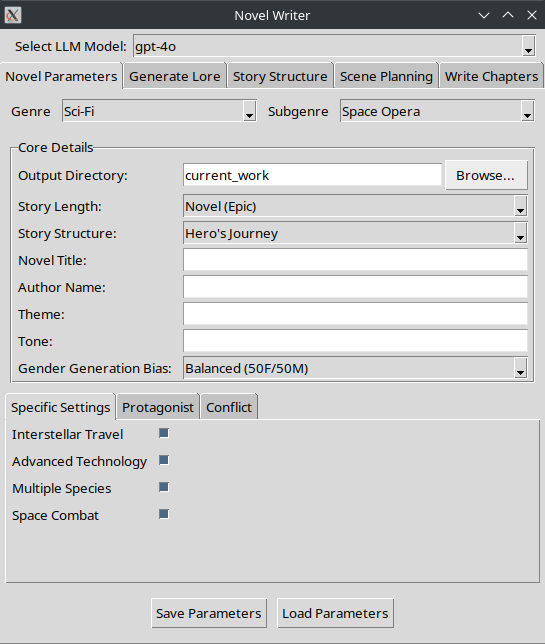 Novel Writer
Select LLM Model: gpt-4o
Novel Parameters Generate Lore Story Structure Scene Planning Write Chapters
Genre Sci-Fi Subgenre Space Opera
Core Details
Output Directory: current_work Browse...
Story Length: Novel (Epic)
Story Structure: Hero's Journey
Novel Title:
Author Name:
Theme:
Tone:
Gender Generation Bias: Balanced (50F/50M)
Specific Settings Protagonist Conflict
Interstellar Travel
Advanced Technology
Multiple Species
Space Combat
Save Parameters Load Parameters